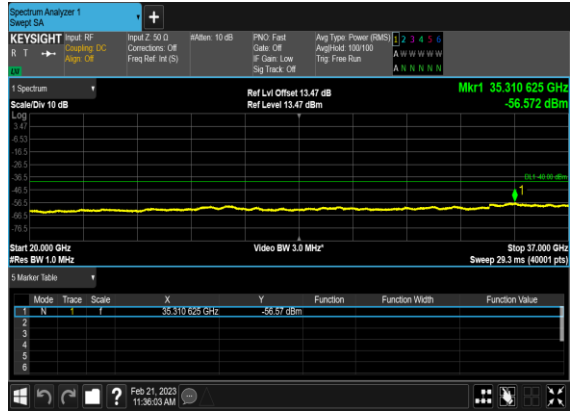 Spectrum Analyzer 1
Swept SA
+
KEYSIGHT Input: RF Input Z: 50 Ω #Atten: 10 dB PNO: Fast Avg Type: Power (RMS) 1 2 3 4 5 6
R T Coupling: DC Corrections: Off Gate: Off Avg|Hold: 100/100 A W W W W W
Align: Off Freq Ref: Int (S) IF Gain: Low Trig: Free Run
Sig Track: Off A N N N N N
LW
1 Spectrum
Ref Lvl Offset 13.47 dB Mkr1 35.310 625 GHz
Scale/Div 10 dB Ref Level 13.47 dBm -56.572 dBm
Log
3.47
-6.53
-16.5
-26.5
-36.5 DL1 -40.00 dBm
-46.5 1
-56.5
-66.5
-76.5
Start 20.000 GHz Video BW 3.0 MHz* Stop 37.000 GHz
#Res BW 1.0 MHz Sweep 29.3 ms (40001 pts)
5 Marker Table
Mode Trace Scale X Y Function Function Width Function Value
1 N 1 f 35.310 625 GHz -56.57 dBm
2
3
4
5
6
? Feb 21, 2023
11:36:03 AM